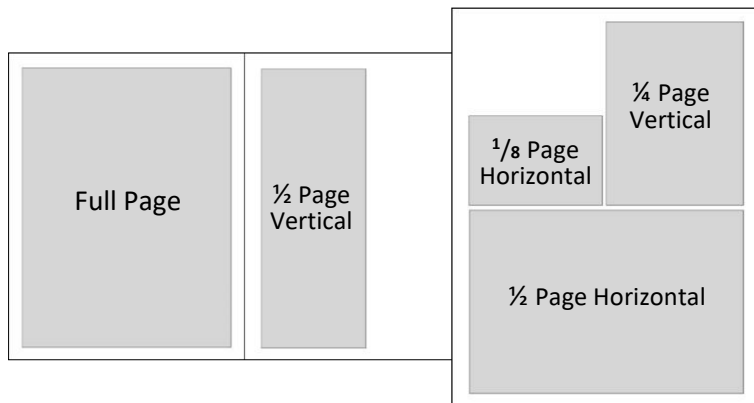 Full Page
½ Page
Vertical
¼ Page
Vertical
¹/₈ Page
Horizontal
½ Page Horizontal